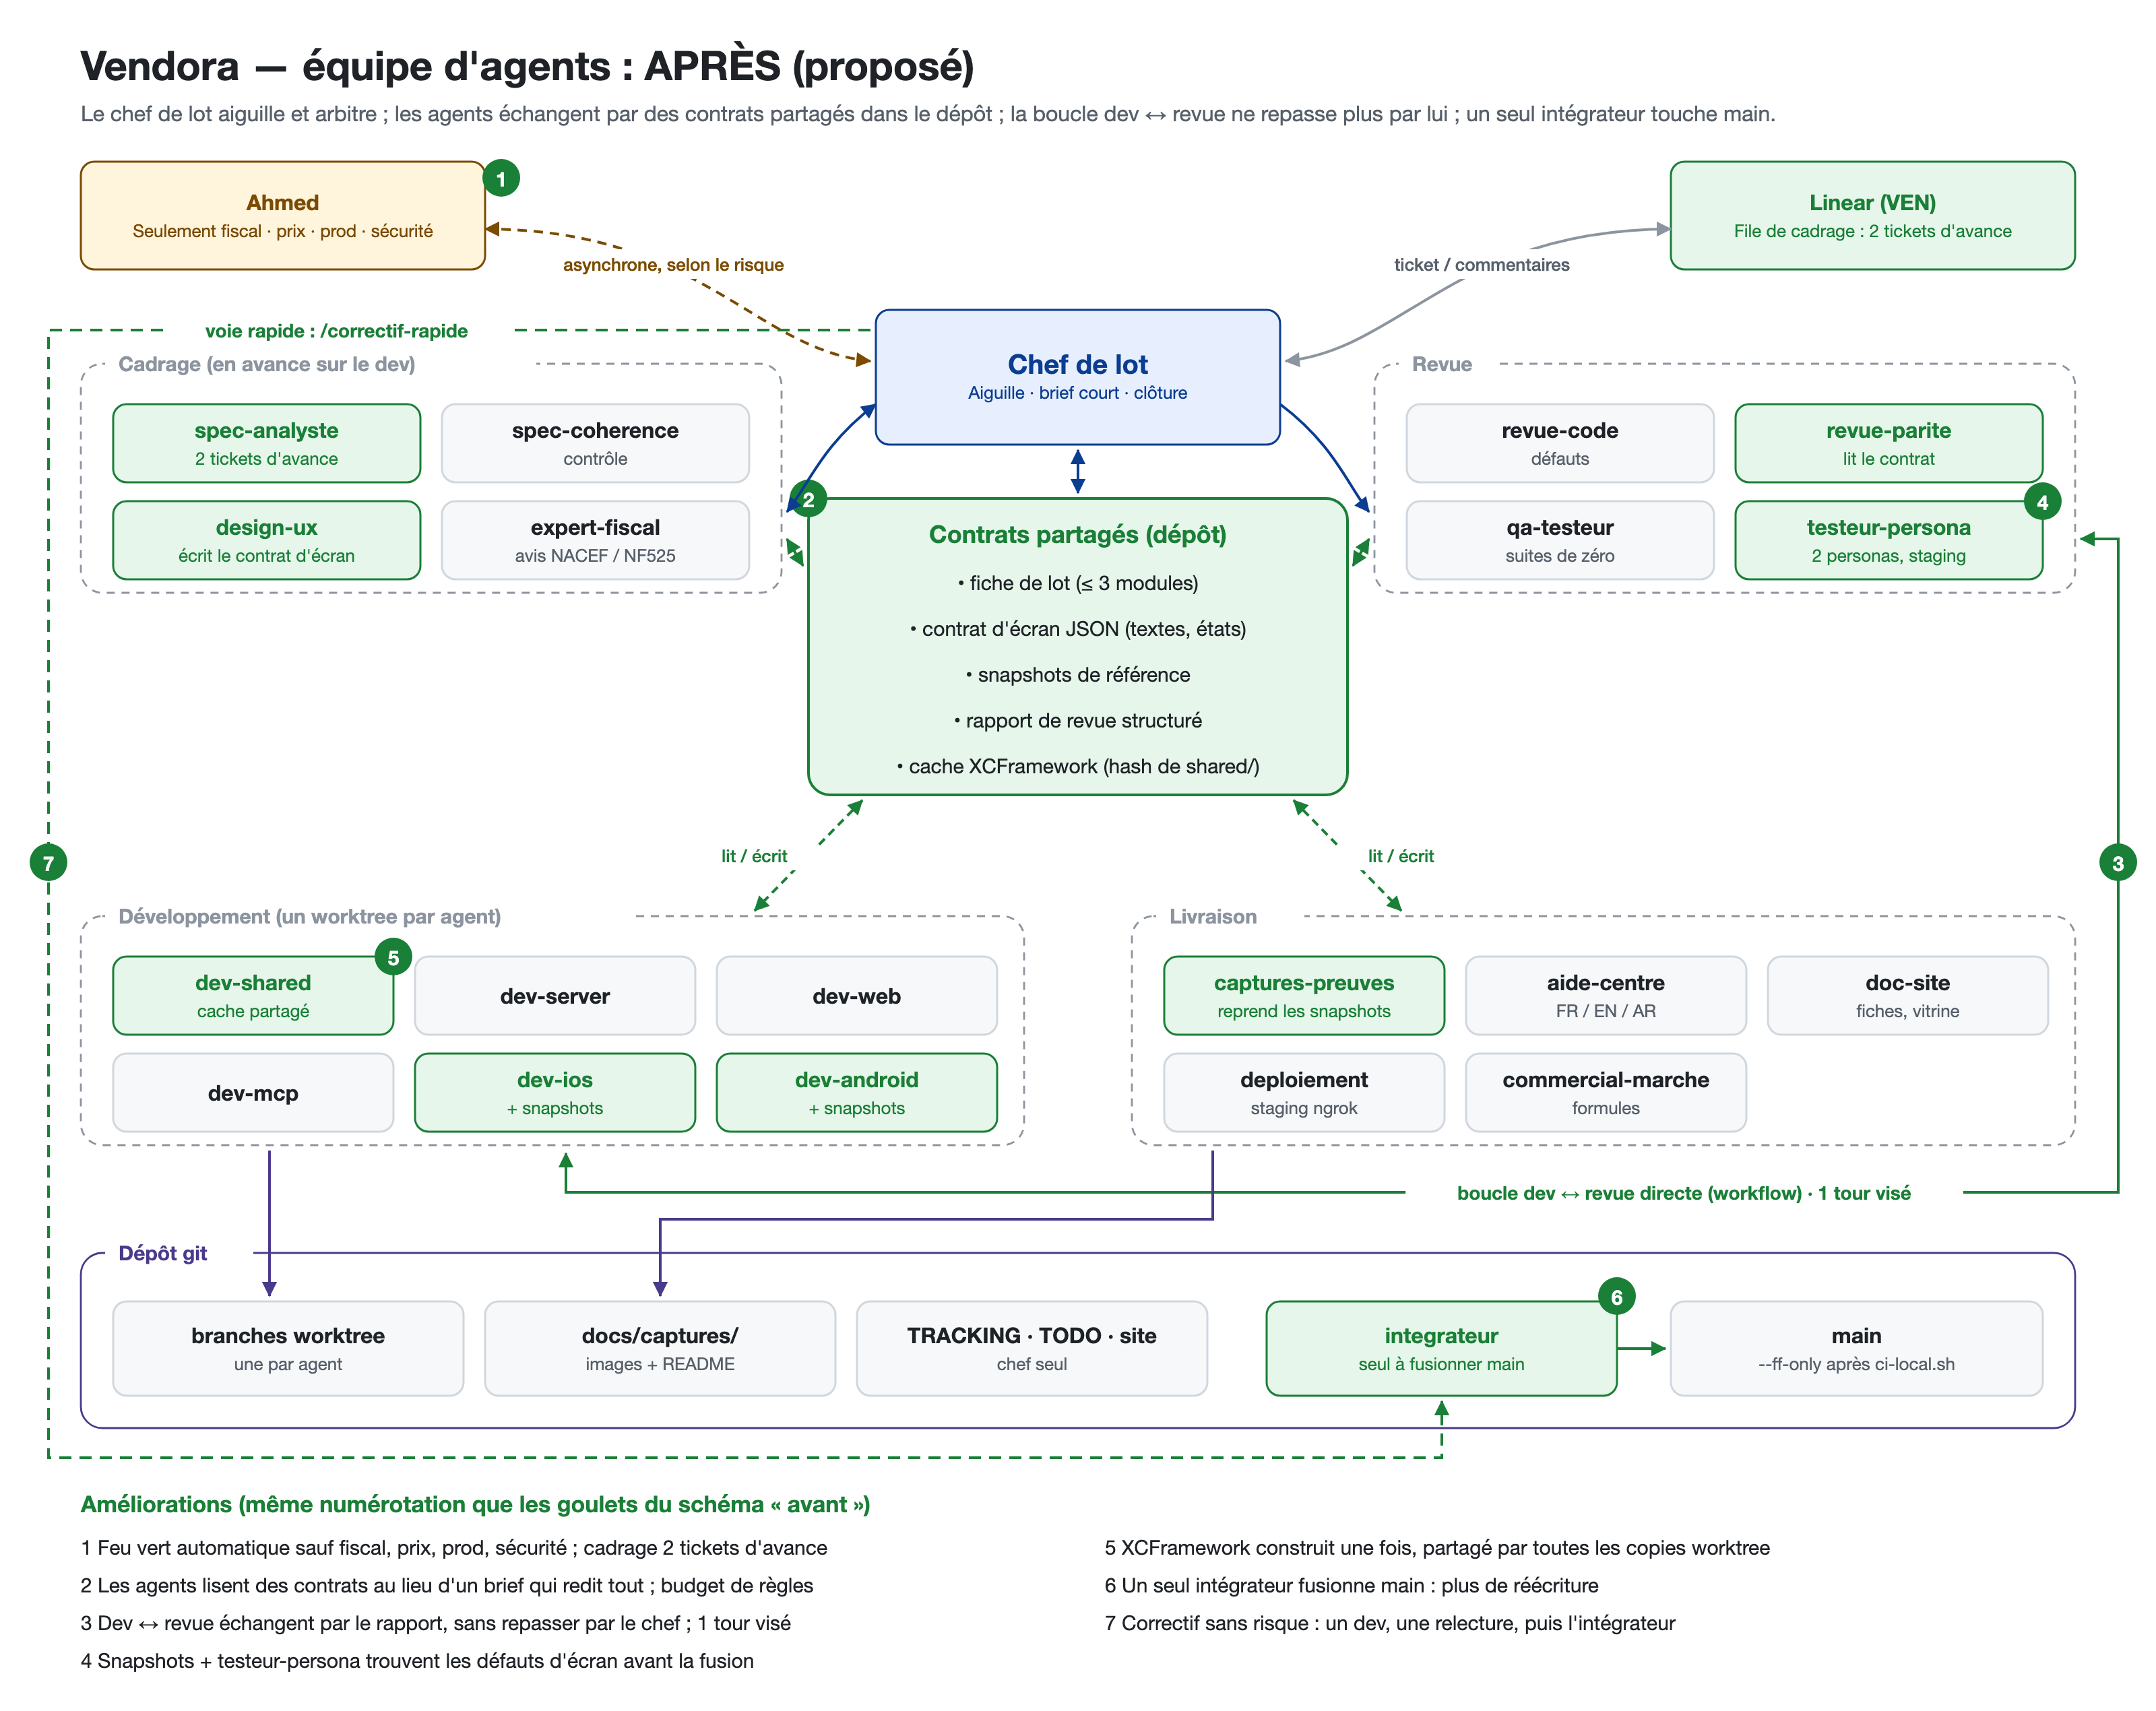 Vendora — équipe d'agents : APRÈS (proposé)
Le chef de lot aiguille et arbitre ; les agents échangent par des contrats partagés dans le dépôt ; la boucle dev ↔ revue ne repasse plus par lui ; un seul intégrateur touche main.
Ahmed
Seulement fiscal · prix · prod · sécurité
1
Linear (VEN)
File de cadrage : 2 tickets d'avance
asynchrone, selon le risque
ticket / commentaires
voie rapide : /correctif-rapide
Chef de lot
Aiguille · brief court · clôture
Cadrage (en avance sur le dev)
spec-analyste
2 tickets d'avance
spec-coherence
contrôle
design-ux
écrit le contrat d'écran
expert-fiscal
avis NACEF / NF525
Revue
revue-code
défauts
revue-parite
lit le contrat
qa-testeur
suites de zéro
testeur-persona
2 personas, staging
4
2
Contrats partagés (dépôt)
• fiche de lot (≤ 3 modules)
• contrat d'écran JSON (textes, états)
• snapshots de référence
• rapport de revue structuré
• cache XCFramework (hash de shared/)
lit / écrit
lit / écrit
7
3
Développement (un worktree par agent)
dev-shared
cache partagé
5
dev-server
dev-web
dev-mcp
dev-ios
+ snapshots
dev-android
+ snapshots
Livraison
captures-preuves
reprend les snapshots
aide-centre
FR / EN / AR
doc-site
fiches, vitrine
deploiement
staging ngrok
commercial-marche
formules
boucle dev ↔ revue directe (workflow) · 1 tour visé
Dépôt git
branches worktree
une par agent
docs/captures/
images + README
TRACKING · TODO · site
chef seul
integrateur
seul à fusionner main
6
main
--ff-only après ci-local.sh
Améliorations (même numérotation que les goulets du schéma « avant »)
1 Feu vert automatique sauf fiscal, prix, prod, sécurité ; cadrage 2 tickets d'avance
2 Les agents lisent des contrats au lieu d'un brief qui redit tout ; budget de règles
3 Dev ↔ revue échangent par le rapport, sans repasser par le chef ; 1 tour visé
4 Snapshots + testeur-persona trouvent les défauts d'écran avant la fusion
5 XCFramework construit une fois, partagé par toutes les copies worktree
6 Un seul intégrateur fusionne main : plus de réécriture
7 Correctif sans risque : un dev, une relecture, puis l'intégrateur